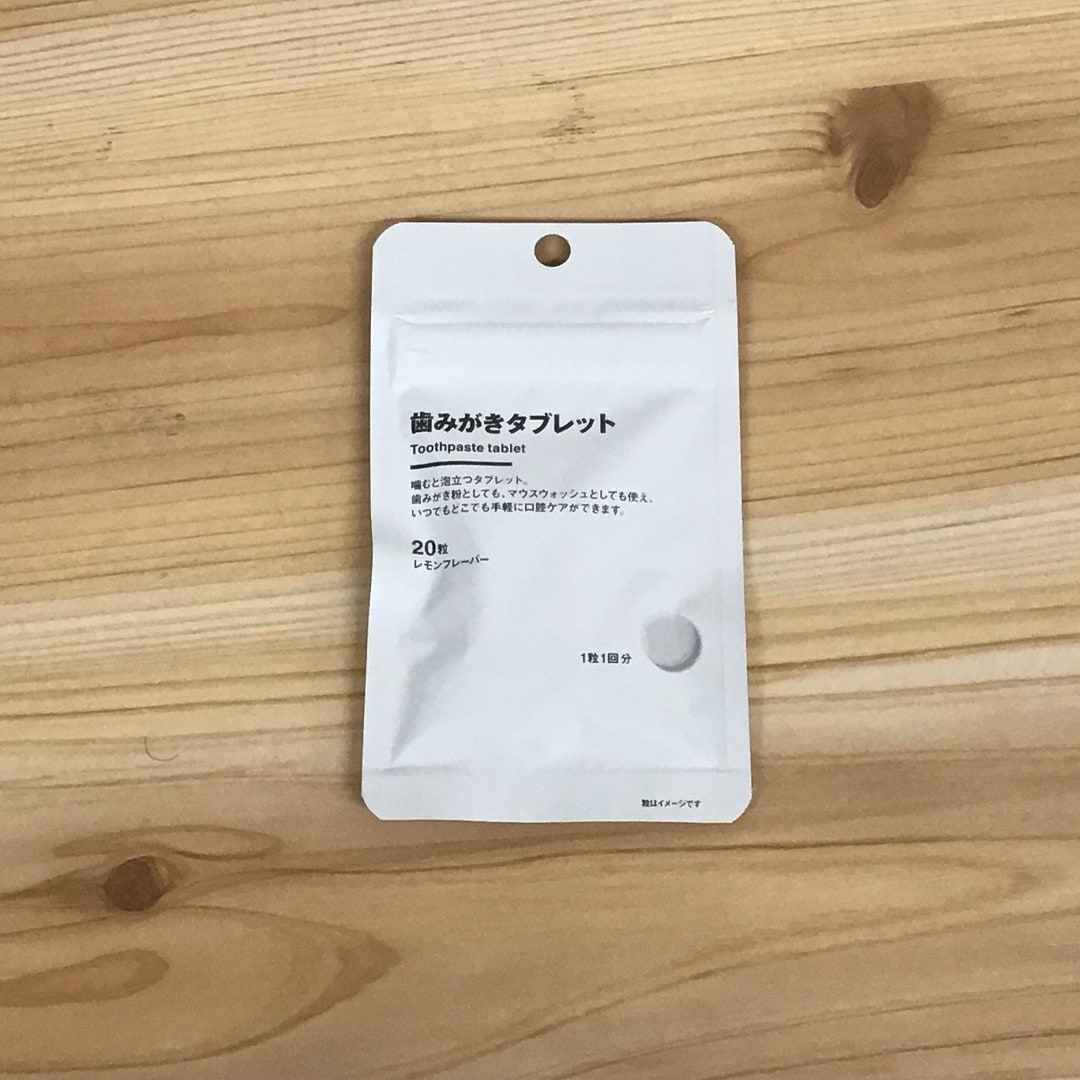 歯みがきタブレット
Toothpaste tablet
噛むと泡立つタブレット。
歯みがき粉としても、マウスウォッシュとしても使え、
いつでもどこでも手軽に口腔ケアができます。
20粒
レモンフレーバー
1粒1回分
粒はイメージです